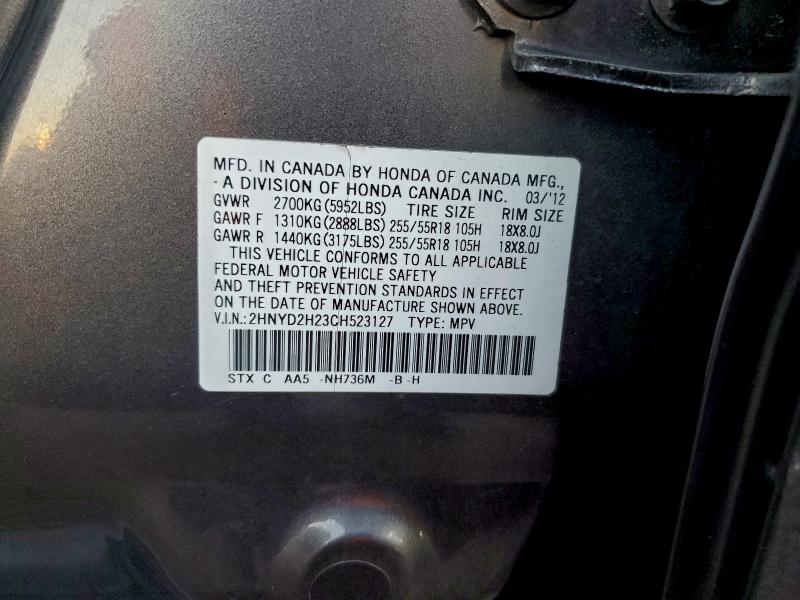 MFD. IN CANADA BY HONDA OF CANADA MFG.,
- A DIVISION OF HONDA CANADA INC. 03/'12
GVWR 2700KG(5952LBS) TIRE SIZE RIM SIZE
GAWR F 1310KG(2888LBS) 255/55R18 105H 18X8.0J
GAWR R 1440KG(3175LBS) 255/55R18 105H 18X8.0J
THIS VEHICLE CONFORMS TO ALL APPLICABLE
FEDERAL MOTOR VEHICLE SAFETY
AND THEFT PREVENTION STANDARDS IN EFFECT
ON THE DATE OF MANUFACTURE SHOWN ABOVE.
V.I.N.: 2HNYD2H23CH523127 TYPE: MPV
STX C AA5 -NH736M -B -H